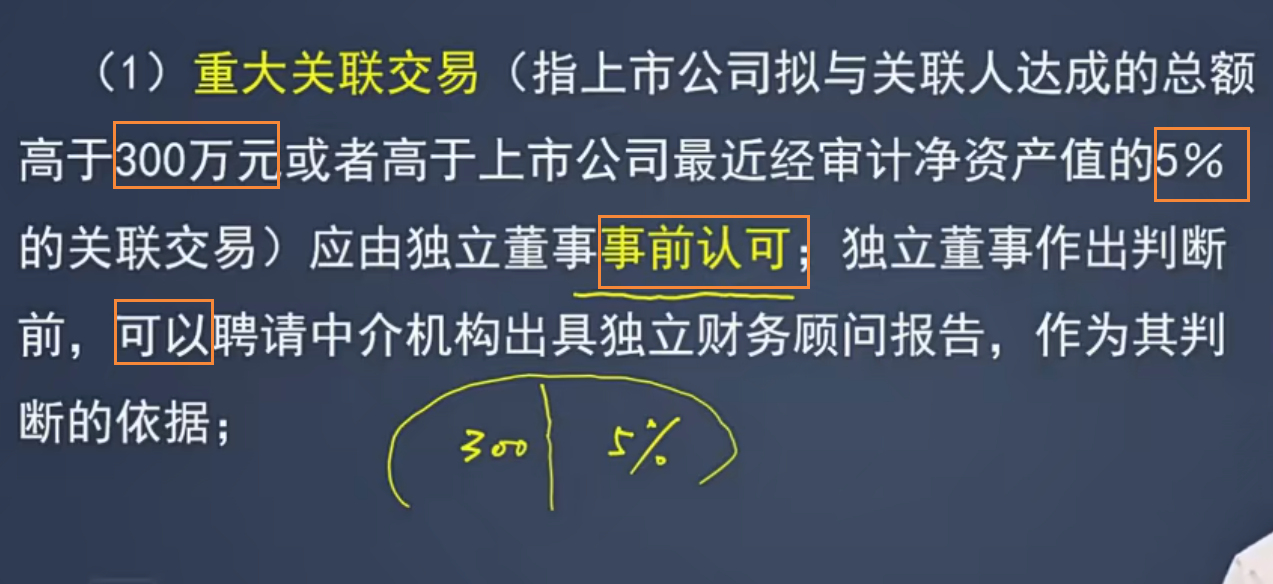 （1）重大关联交易（指上市公司拟与关联人达成的总额
高于300万元或者高于上市公司最近经审计净资产值的5%
的关联交易）应由独立董事事前认可；独立董事作出判断
前，可以聘请中介机构出具独立财务顾问报告，作为其判
断的依据；
300 5%